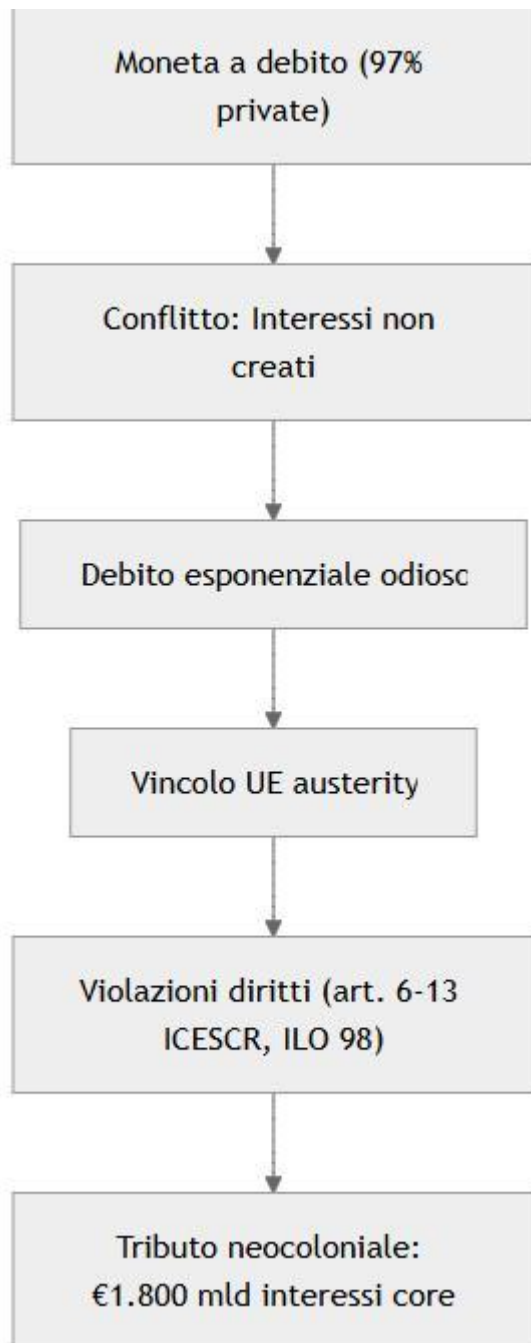 Moneta a debito (97%
private)
Conflitto: Interessi non
creati
Debito esponenziale odioso
Vincolo UE austerity
Violazioni diritti (art. 6-13
ICESCR, ILO 98)
Tributo neocoloniale:
€1.800 mld interessi core